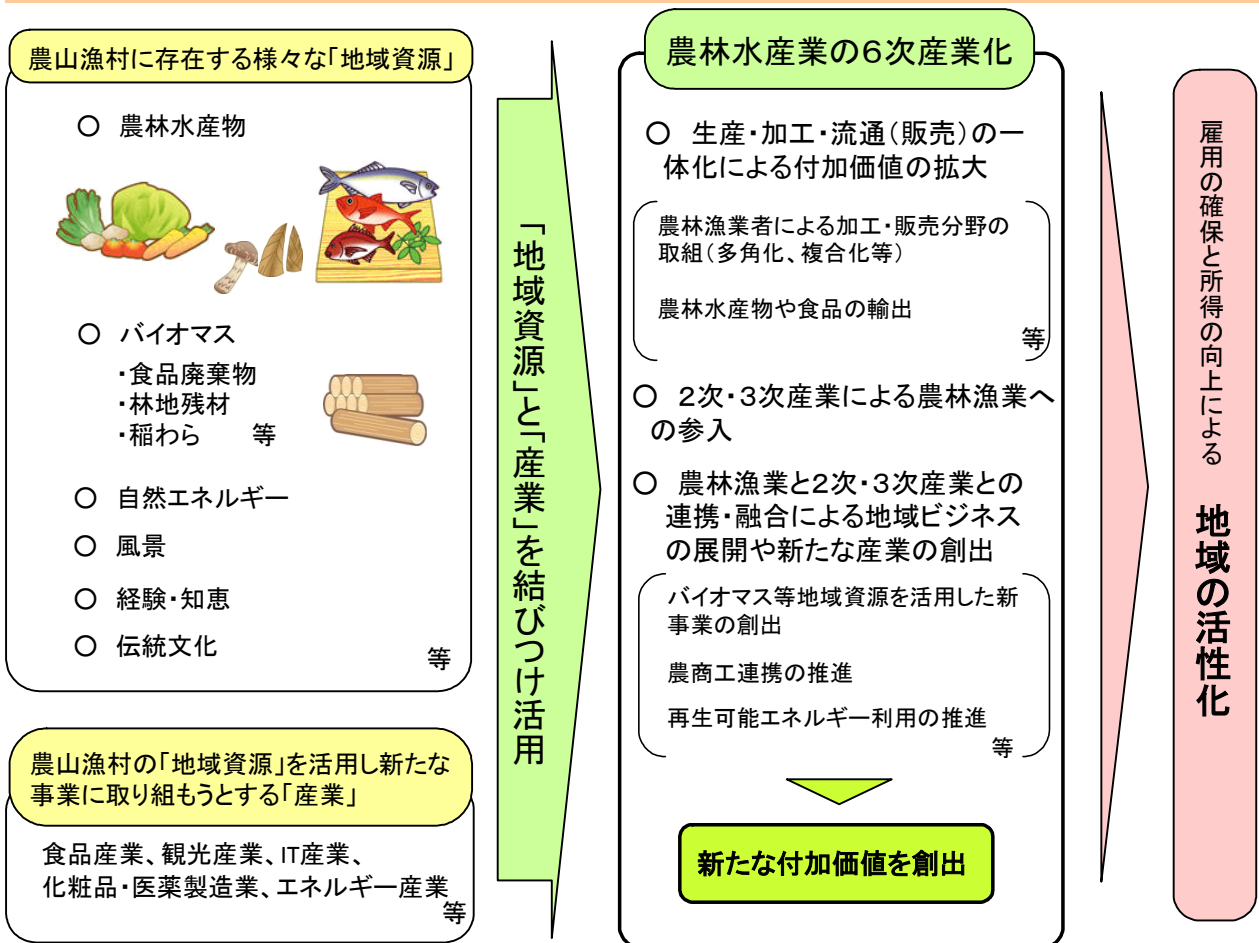 農山漁村に存在する様々な「地域資源」
○ 農林水産物
○ バイオマス
・食品廃棄物
・林地残材
・稲わら 等
○ 自然エネルギー
○ 風景
○ 経験・知恵
○ 伝統文化
等
農山漁村の「地域資源」を活用し新たな
事業に取り組もうとする「産業」
食品産業、観光産業、IT産業、
化粧品・医薬製造業、エネルギー産業
等
「地域資源」と「産業」を結びつけ活用
農林水産業の6次産業化
○ 生産・加工・流通(販売)の一
体化による付加価値の拡大
農林漁業者による加工・販売分野の
取組(多角化、複合化等)
農林水産物や食品の輸出
等
○ 2次・3次産業による農林漁業へ
の参入
○ 農林漁業と2次・3次産業との
連携・融合による地域ビジネス
の展開や新たな産業の創出
バイオマス等地域資源を活用した新
事業の創出
農商工連携の推進
再生可能エネルギー利用の推進
等
新たな付加価値を創出
雇用の確保と所得の向上による 地域の活性化